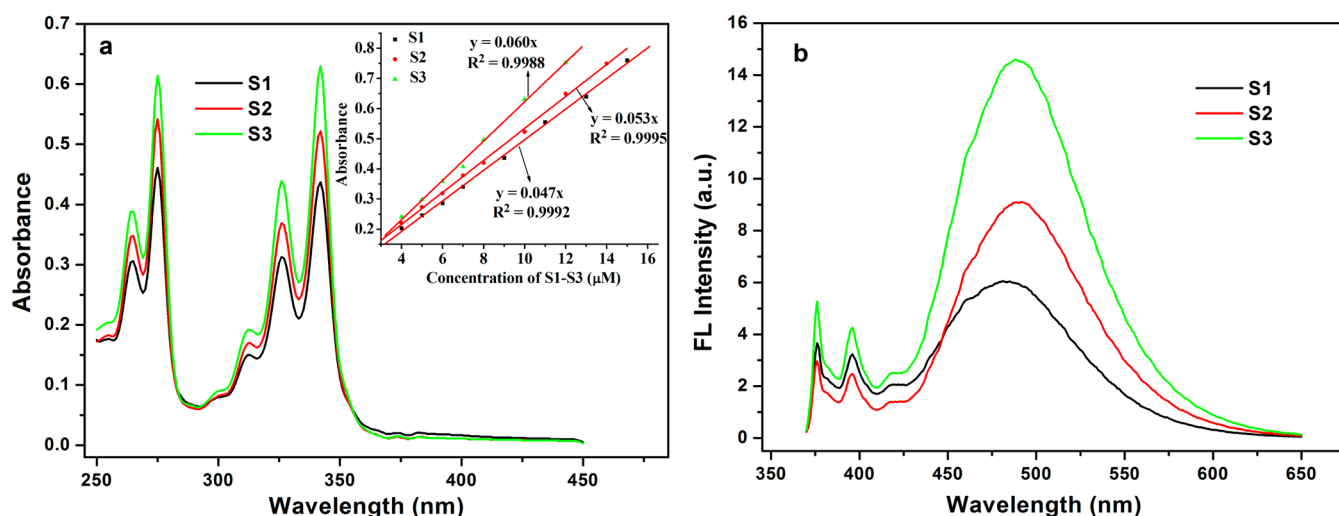 a
S1
S2
S3
0.7
0.6
0.5
0.4
0.3
0.2
0.1
0.0
Absorbance
250 300 350 400 450
Wavelength (nm)
S1
S2
S3
0.8
0.7
0.6
0.5
0.4
0.3
0.2
Absorbance
y = 0.060x
R² = 0.9988
y = 0.053x
R² = 0.9995
y = 0.047x
R² = 0.9992
4 6 8 10 12 14 16
Concentration of S1-S3 (μM)
b
S1
S2
S3
16
14
12
10
8
6
4
2
0
FL Intensity (a.u.)
350 400 450 500 550 600 650
Wavelength (nm)